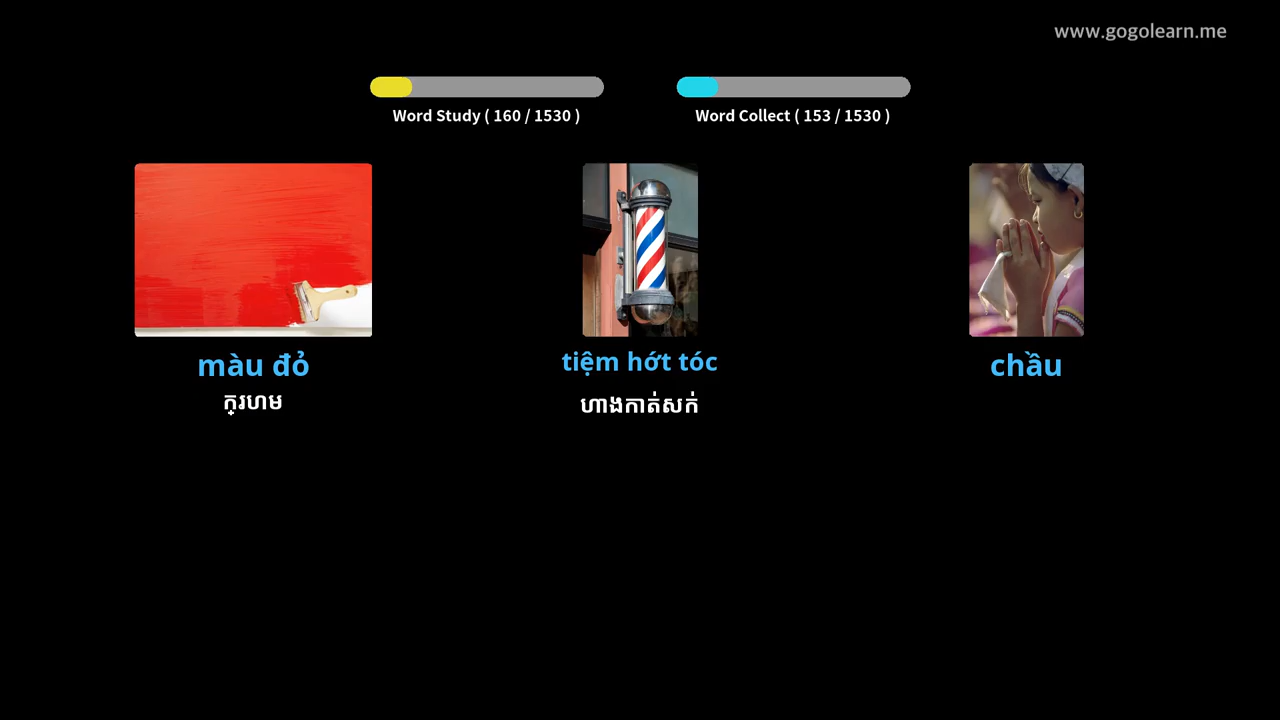 www.gogolearn.me
Word Study ( 160 / 1530 )
Word Collect ( 153 / 1530 )
màu đỏ
tiệm hớt tóc
chầu
ក្រហម
ហាងកាត់សក់